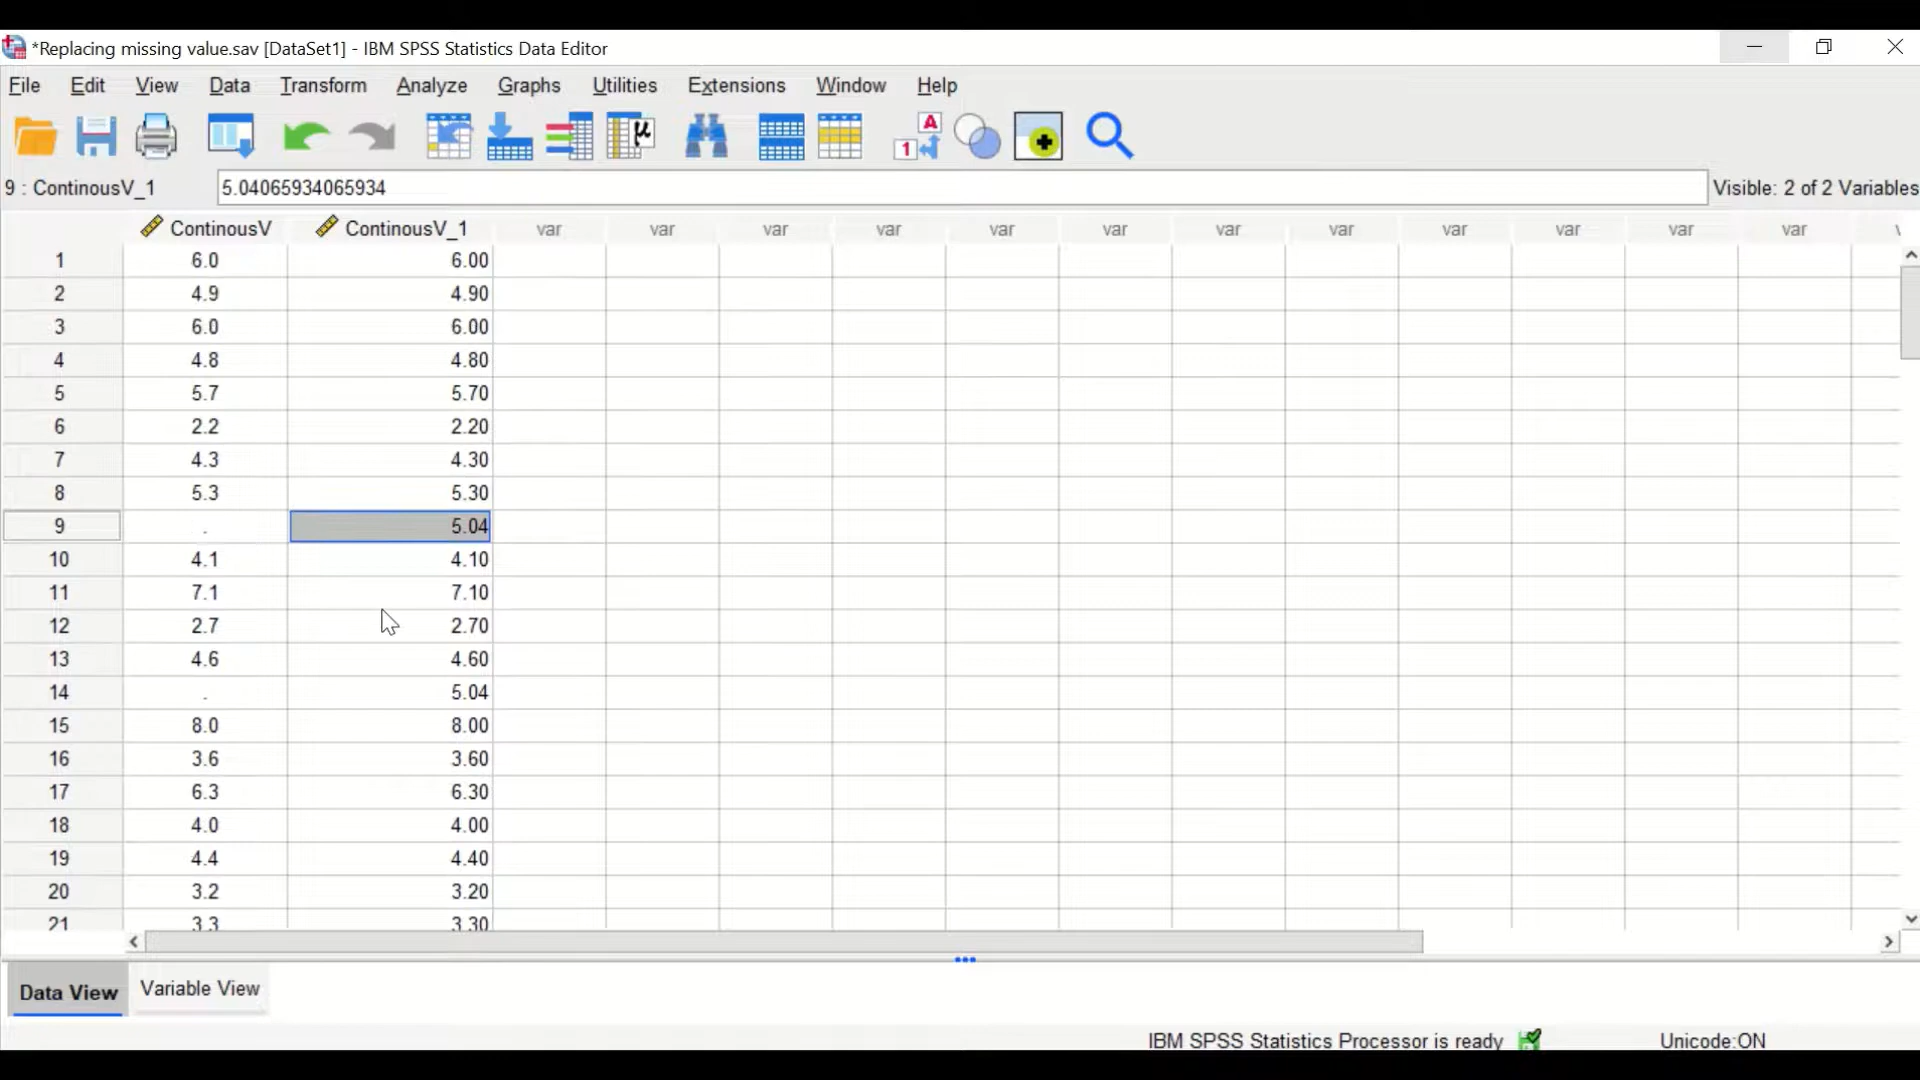 *Replacing missing value.sav [DataSet1] - IBM SPSS Statistics Data Editor
File Edit View Data Transform Analyze Graphs Utilities Extensions Window Help
9 : ContinousV_1 5.04065934065934 Visible: 2 of 2 Variables
ContinousV ContinousV_1 var var var var var var var var var var var var
1 6.0 6.00
2 4.9 4.90
3 6.0 6.00
4 4.8 4.80
5 5.7 5.70
6 2.2 2.20
7 4.3 4.30
8 5.3 5.30
9 . 5.04
10 4.1 4.10
11 7.1 7.10
12 2.7 2.70
13 4.6 4.60
14 . 5.04
15 8.0 8.00
16 3.6 3.60
17 6.3 6.30
18 4.0 4.00
19 4.4 4.40
20 3.2 3.20
21 3.3 3.30
Data View Variable View
IBM SPSS Statistics Processor is ready Unicode:ON